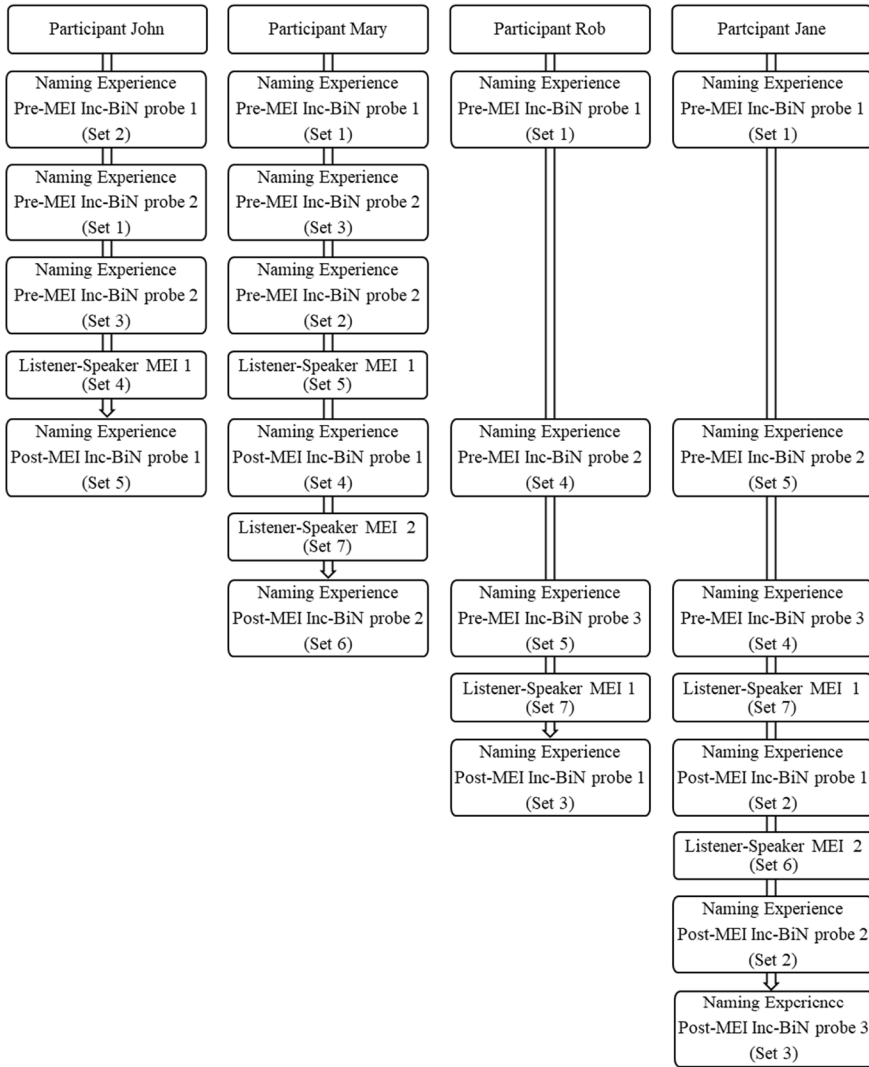 Participant John
Naming Experience
Pre-MEI Inc-BiN probe 1
(Set 2)
Naming Experience
Pre-MEI Inc-BiN probe 2
(Set 1)
Naming Experience
Pre-MEI Inc-BiN probe 2
(Set 3)
Listener-Speaker MEI 1
(Set 4)
Naming Experience
Post-MEI Inc-BiN probe 1
(Set 5)
Participant Mary
Naming Experience
Pre-MEI Inc-BiN probe 1
(Set 1)
Naming Experience
Pre-MEI Inc-BiN probe 2
(Set 3)
Naming Experience
Pre-MEI Inc-BiN probe 2
(Set 2)
Listener-Speaker MEI 1
(Set 5)
Naming Experience
Post-MEI Inc-BiN probe 1
(Set 4)
Listener-Speaker MEI 2
(Set 7)
Naming Experience
Post-MEI Inc-BiN probe 2
(Set 6)
Participant Rob
Naming Experience
Pre-MEI Inc-BiN probe 1
(Set 1)
Naming Experience
Pre-MEI Inc-BiN probe 2
(Set 4)
Naming Experience
Pre-MEI Inc-BiN probe 3
(Set 5)
Listener-Speaker MEI 1
(Set 7)
Naming Experience
Post-MEI Inc-BiN probe 1
(Set 3)
Partcipant Jane
Naming Experience
Pre-MEI Inc-BiN probe 1
(Set 1)
Naming Experience
Pre-MEI Inc-BiN probe 2
(Set 5)
Naming Experience
Pre-MEI Inc-BiN probe 3
(Set 4)
Listener-Speaker MEI 1
(Set 7)
Naming Experience
Post-MEI Inc-BiN probe 1
(Set 2)
Listener-Speaker MEI 2
(Set 6)
Naming Experience
Post-MEI Inc-BiN probe 2
(Set 2)
Naming Experience
Post-MEI Inc-BiN probe 3
(Set 3)